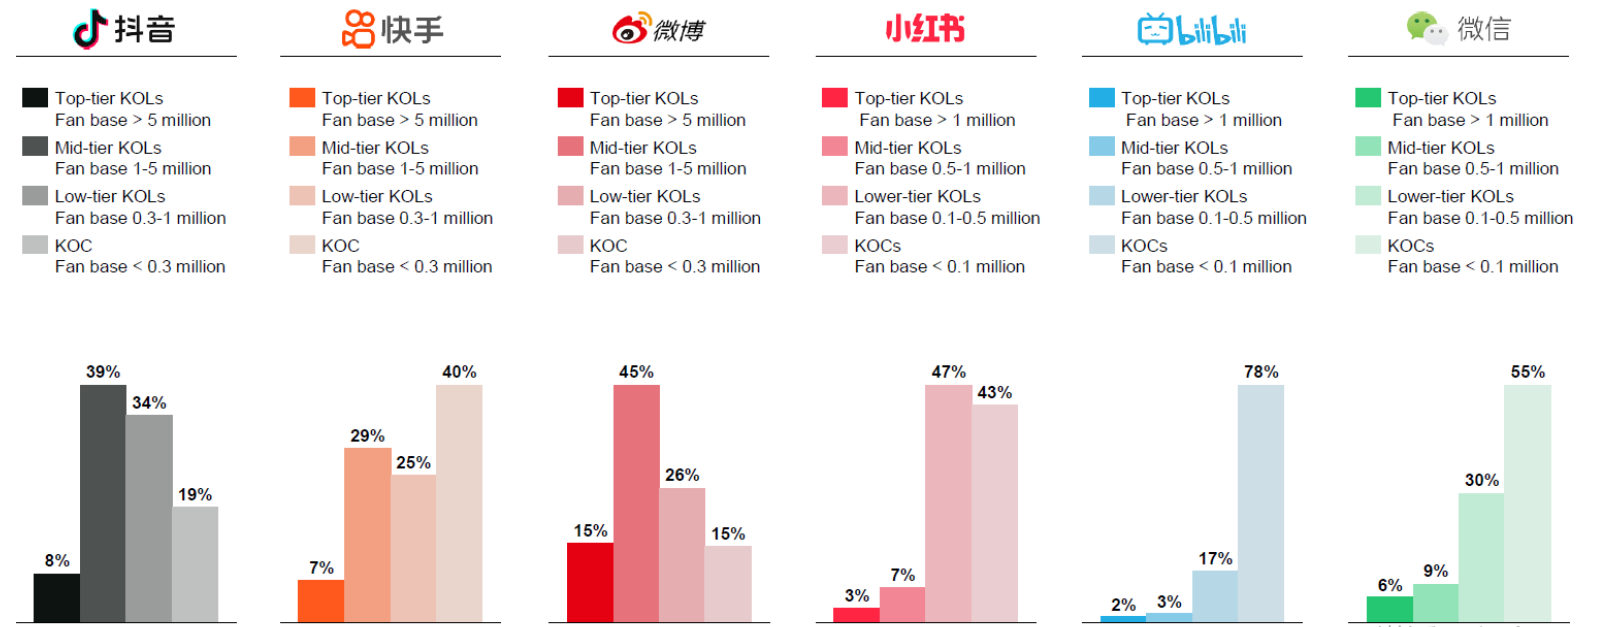 抖音
快手
微博
小红书
bilibili
微信
Top-tier KOLs
Fan base > 5 million
Mid-tier KOLs
Fan base 1-5 million
Low-tier KOLs
Fan base 0.3-1 million
KOC
Fan base < 0.3 million
Top-tier KOLs
Fan base > 5 million
Mid-tier KOLs
Fan base 1-5 million
Low-tier KOLs
Fan base 0.3-1 million
KOC
Fan base < 0.3 million
Top-tier KOLs
Fan base > 5 million
Mid-tier KOLs
Fan base 1-5 million
Low-tier KOLs
Fan base 0.3-1 million
KOC
Fan base < 0.3 million
Top-tier KOLs
Fan base > 1 million
Mid-tier KOLs
Fan base 0.5-1 million
Lower-tier KOLs
Fan base 0.1-0.5 million
KOCs
Fan base < 0.1 million
Top-tier KOLs
Fan base > 1 million
Mid-tier KOLs
Fan base 0.5-1 million
Lower-tier KOLs
Fan base 0.1-0.5 million
KOCs
Fan base < 0.1 million
Top-tier KOLs
Fan base > 1 million
Mid-tier KOLs
Fan base 0.5-1 million
Lower-tier KOLs
Fan base 0.1-0.5 million
KOCs
Fan base < 0.1 million
8%
39%
34%
19%
7%
29%
25%
40%
15%
45%
26%
15%
3%
7%
47%
43%
2%
3%
17%
78%
6%
9%
30%
55%